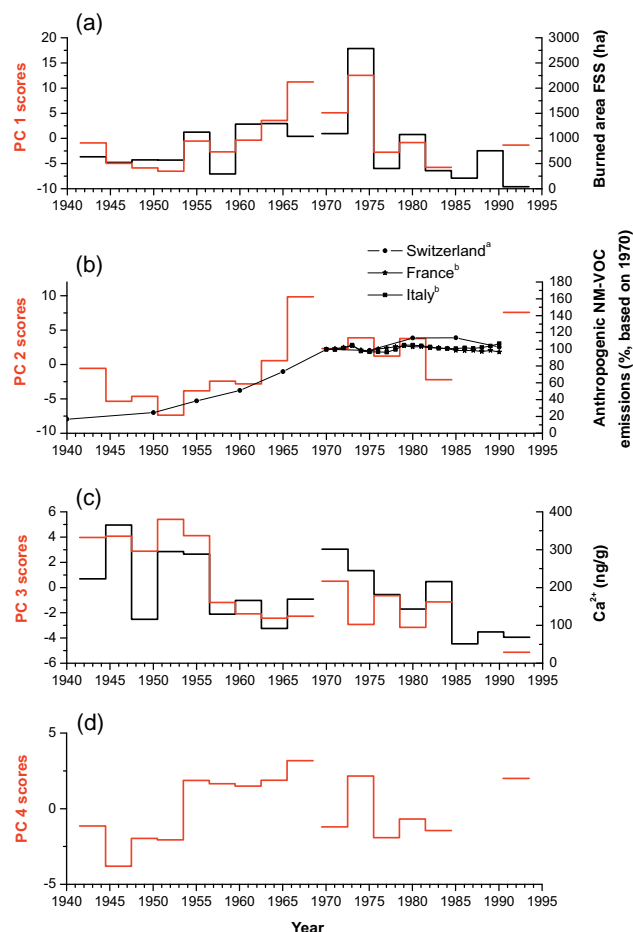 (a)
PC 1 scores
20
15
10
5
0
-5
-10
3000
2500
2000
1500
1000
500
0
Burned area FSS (ha)
1940 1945 1950 1955 1960 1965 1970 1975 1980 1985 1990 1995
(b)
Switzerlandᵃ
Franceᵇ
Italyᵇ
PC 2 scores
10
5
0
-5
-10
180
160
140
120
100
80
60
40
20
0
Anthropogenic NM-VOC
emissions (%, based on 1970)
1940 1945 1950 1955 1960 1965 1970 1975 1980 1985 1990 1995
(c)
PC 3 scores
6
4
2
0
-2
-4
-6
400
300
200
100
0
Ca²⁺ (ng/g)
1940 1945 1950 1955 1960 1965 1970 1975 1980 1985 1990 1995
(d)
PC 4 scores
5
0
-5
1940 1945 1950 1955 1960 1965 1970 1975 1980 1985 1990 1995
Year